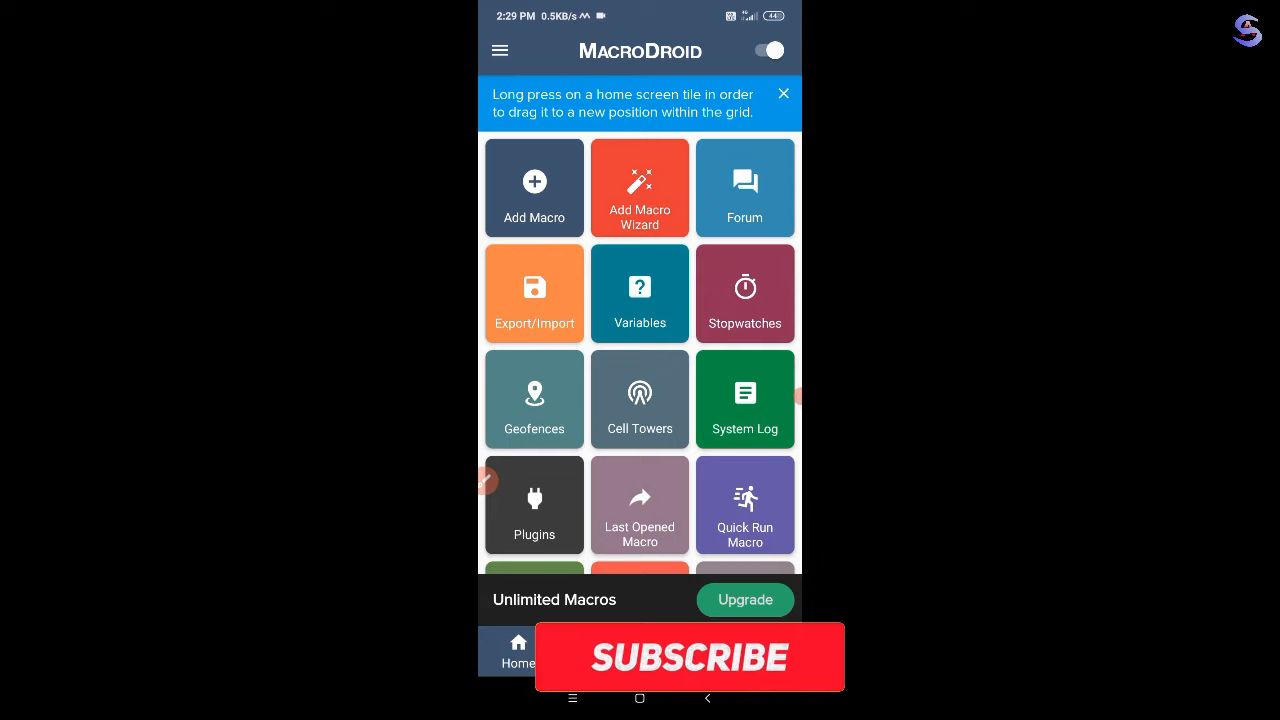 2:29 PM 0.5KB/s
4G 44
MACRODROID
Long press on a home screen tile in order
to drag it to a new position within the grid.
Add Macro
Add Macro
Wizard
Forum
Export/Import
Variables
Stopwatches
Geofences
Cell Towers
System Log
Plugins
Last Opened
Macro
Quick Run
Macro
Unlimited Macros
Upgrade
Home
SUBSCRIBE